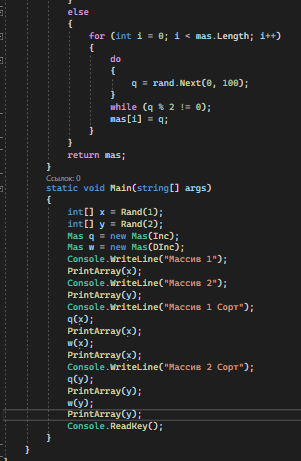 }
else
{
for (int i = 0; i < mas.Length; i++)
{
do
{
q = rand.Next(0, 100);
}
while (q % 2 != 0);
mas[i] = q;
}
}
return mas;
}
Ссылок: 0
static void Main(string[] args)
{
int[] x = Rand(1);
int[] y = Rand(2);
Mas q = new Mas(Inc);
Mas w = new Mas(DInc);
Console.WriteLine("Массив 1");
PrintArray(x);
Console.WriteLine("Массив 2");
PrintArray(y);
Console.WriteLine("Массив 1 Сорт");
q(x);
PrintArray(x);
w(x);
PrintArray(x);
Console.WriteLine("Массив 2 Сорт");
q(y);
PrintArray(y);
w(y);
PrintArray(y);
Console.ReadKey();
}
}